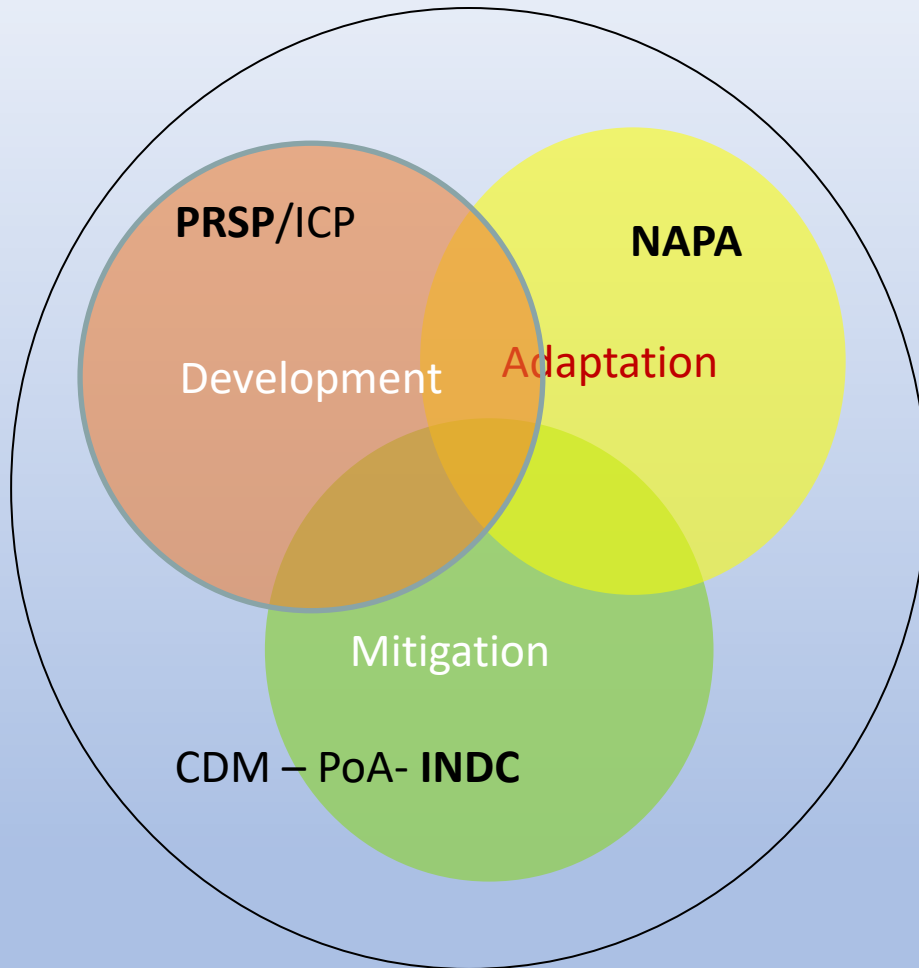 PRSP/ICP
NAPA
Development
Adaptation
Mitigation
CDM – PoA- INDC